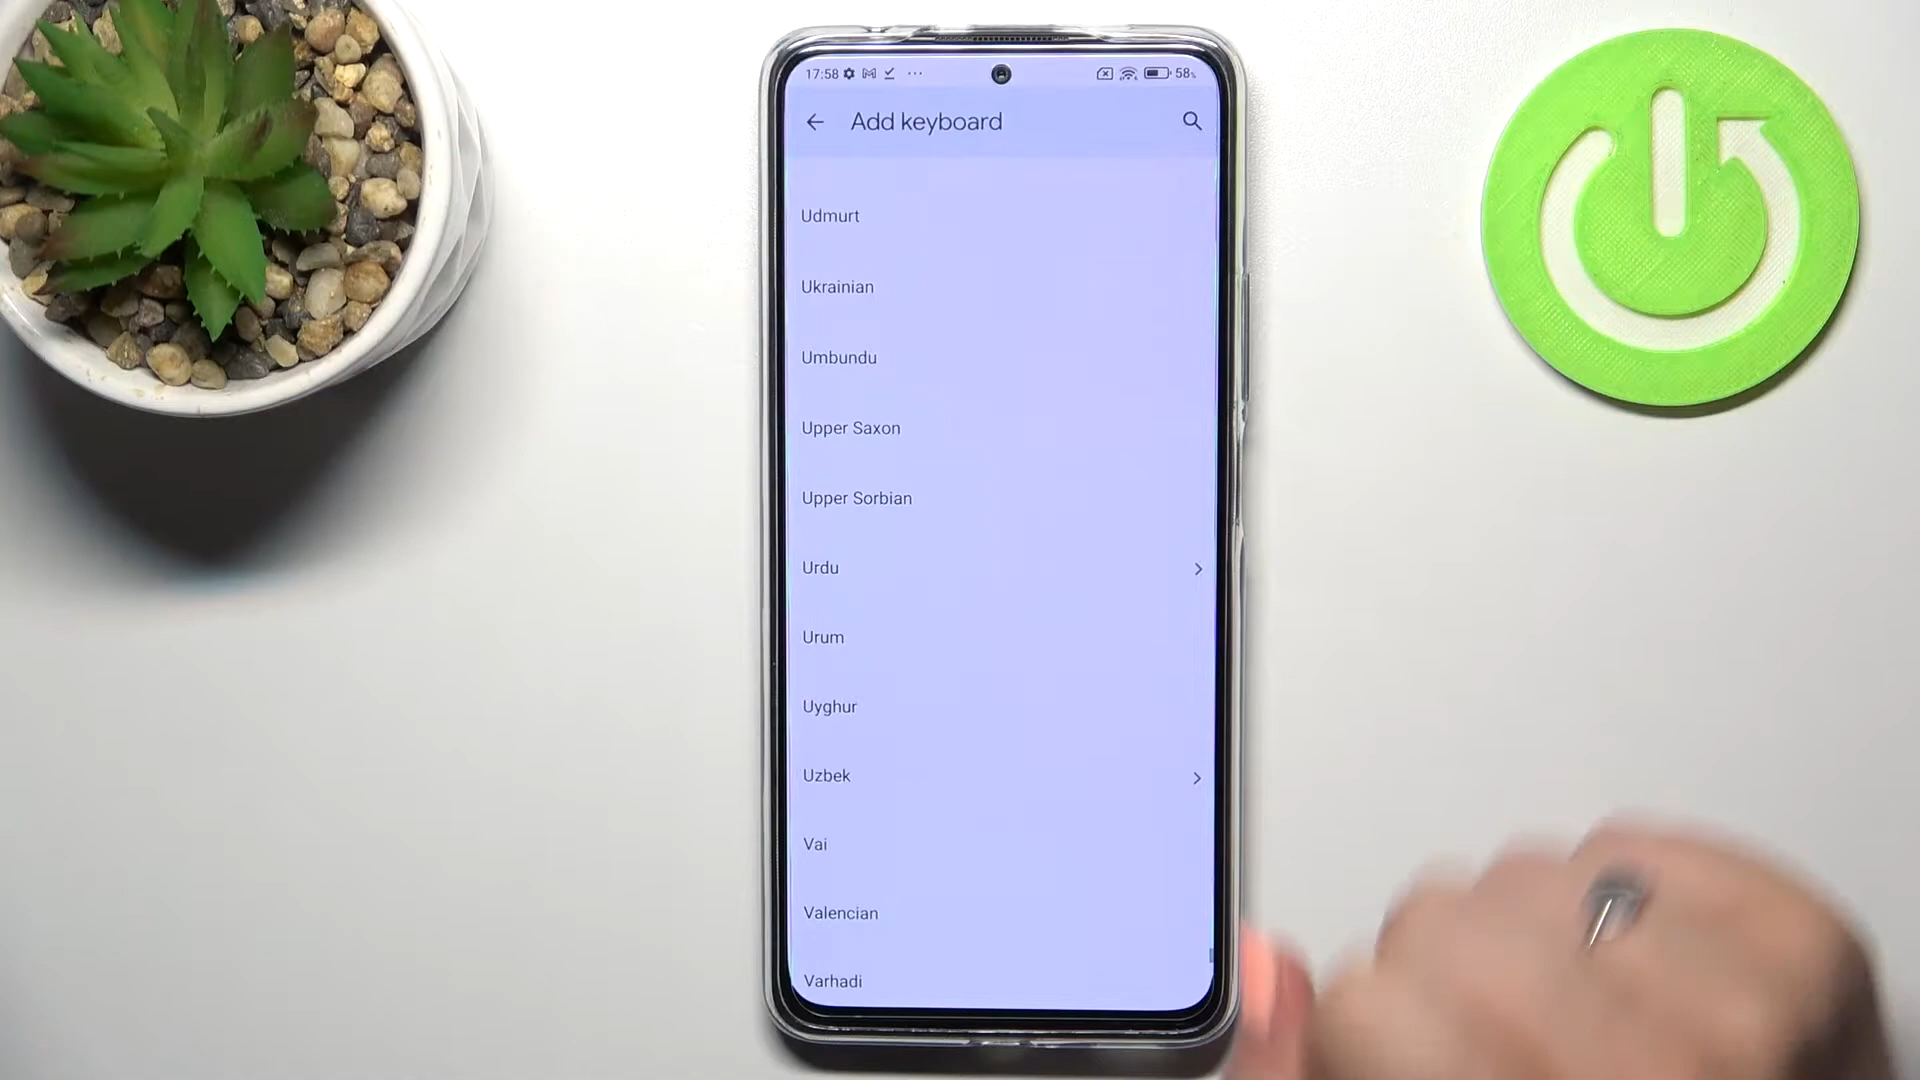 17:58 58%
Add keyboard
Udmurt
Ukrainian
Umbundu
Upper Saxon
Upper Sorbian
Urdu
Urum
Uyghur
Uzbek
Vai
Valencian
Varhadi